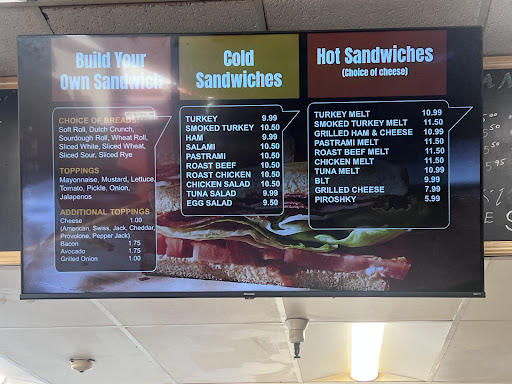 Build Your
Own Sandwich
CHOICE OF BREADS:
Soft Roll, Dutch Crunch,
Sourdough Roll, Wheat Roll,
Sliced White, Sliced Wheat,
Sliced Sour, Sliced Rye
TOPPINGS
Mayonnaise, Mustard, Lettuce,
Tomato, Pickle, Onion,
Jalapenos
ADDITIONAL TOPPINGS
Cheese 1.00
(American, Swiss, Jack, Cheddar,
Provolone, Pepper Jack)
Bacon 1.75
Avocado 1.75
Grilled Onion 1.00
Cold
Sandwiches
TURKEY 9.99
SMOKED TURKEY 10.50
HAM 9.99
SALAMI 10.50
PASTRAMI 10.50
ROAST BEEF 10.50
ROAST CHICKEN 10.50
CHICKEN SALAD 10.50
TUNA SALAD 9.99
EGG SALAD 9.50
Hot Sandwiches
(Choice of cheese)
TURKEY MELT 10.99
SMOKED TURKEY MELT 11.50
GRILLED HAM & CHEESE 10.99
PASTRAMI MELT 11.50
ROAST BEEF MELT 11.50
CHICKEN MELT 11.50
TUNA MELT 10.99
BLT 9.99
GRILLED CHEESE 7.99
PIROSHKY 5.99